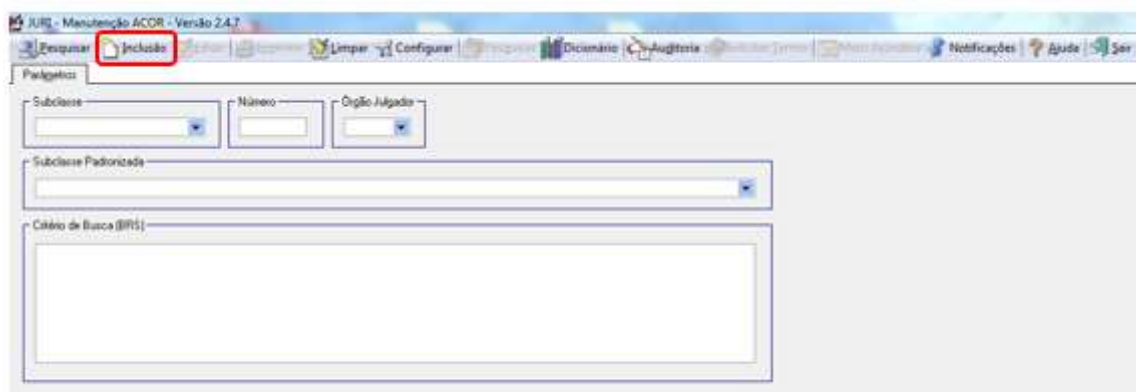 JURI - Manutenção ACOR - Versão 2.4.7
Pesquisar Inclusão Limpar Configurar Dicionário Auditoria Notificações Ajuda Sair
Subclasse Número Órgão Julgador
Subclasse Padronizada
Critério de Busca (BRS)